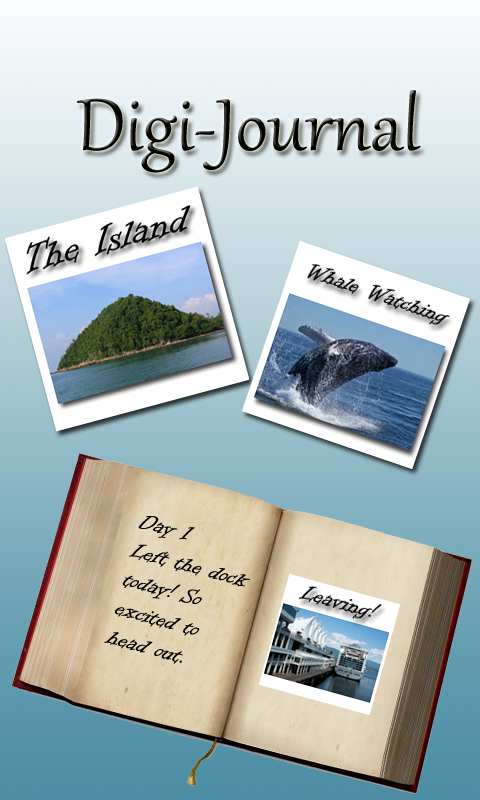 Digi-Journal
The Island
Whale Watching
Day 1
Left the dock
today! So
excited to
head out.
Leaving!